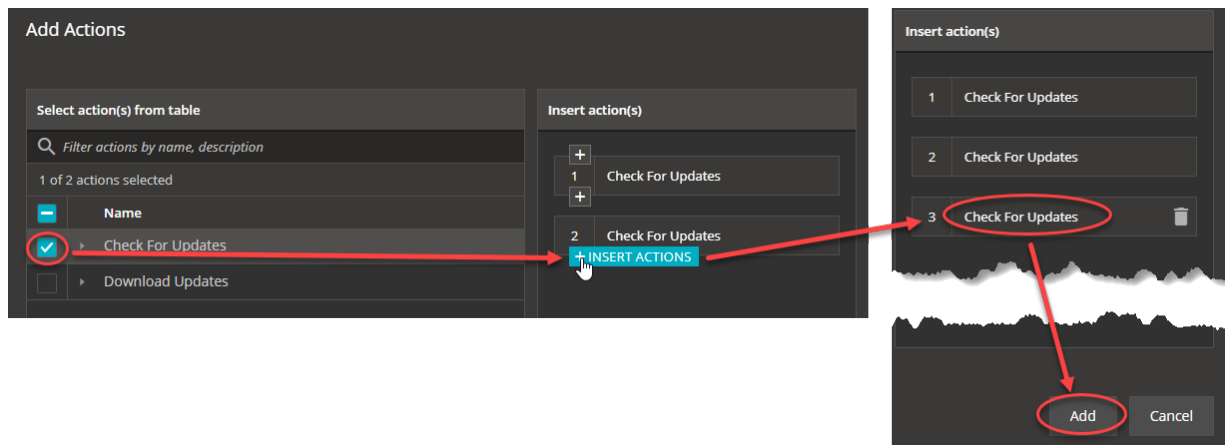 Add Actions
Select action(s) from table
Filter actions by name, description
1 of 2 actions selected
Name
Check For Updates
Download Updates
Insert action(s)
+
1 Check For Updates
+
2 Check For Updates
+ INSERT ACTIONS
Insert action(s)
1 Check For Updates
2 Check For Updates
3 Check For Updates
Add Cancel